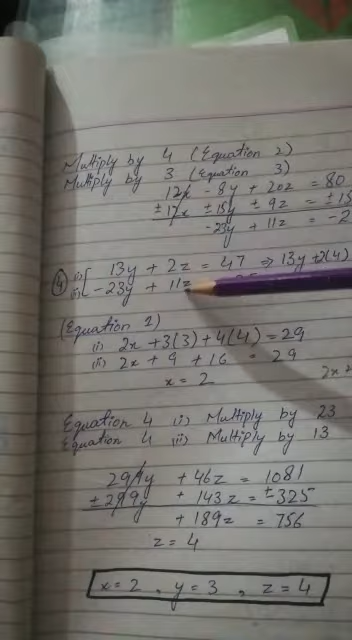 Multiply by 4 (Equation 2)
Multiply by 3 (Equation 3)
12x - 8y + 20z = 80
± 12x ± 15y ± 9z = ± 15
-23y + 11z = -2
4 (i) 13y + 2z = 47 ⇒ 13y + 2(4)
(ii) -23y + 11z
(Equation 1)
(i) 2x + 3(3) + 4(4) = 29
(ii) 2x + 9 + 16 = 29
x = 2 2x
Equation 4 (i) Multiply by 23
Equation 4 (ii) Multiply by 13
299y + 46z = 1081
± 299y + 143z = ± 325
+ 189z = 756
z = 4
x = 2 , y = 3 , z = 4